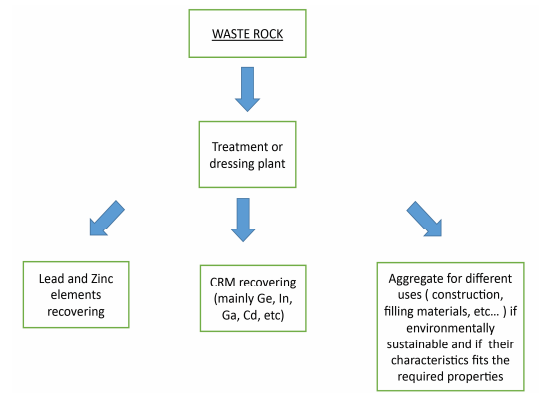 WASTE ROCK
Treatment or
dressing plant
Lead and Zinc
elements
recovering
CRM recovering
(mainly Ge, In,
Ga, Cd, etc)
Aggregate for different
uses ( construction,
filling materials, etc… ) if
environmentally
sustainable and if  their
characteristics fits the
required properties